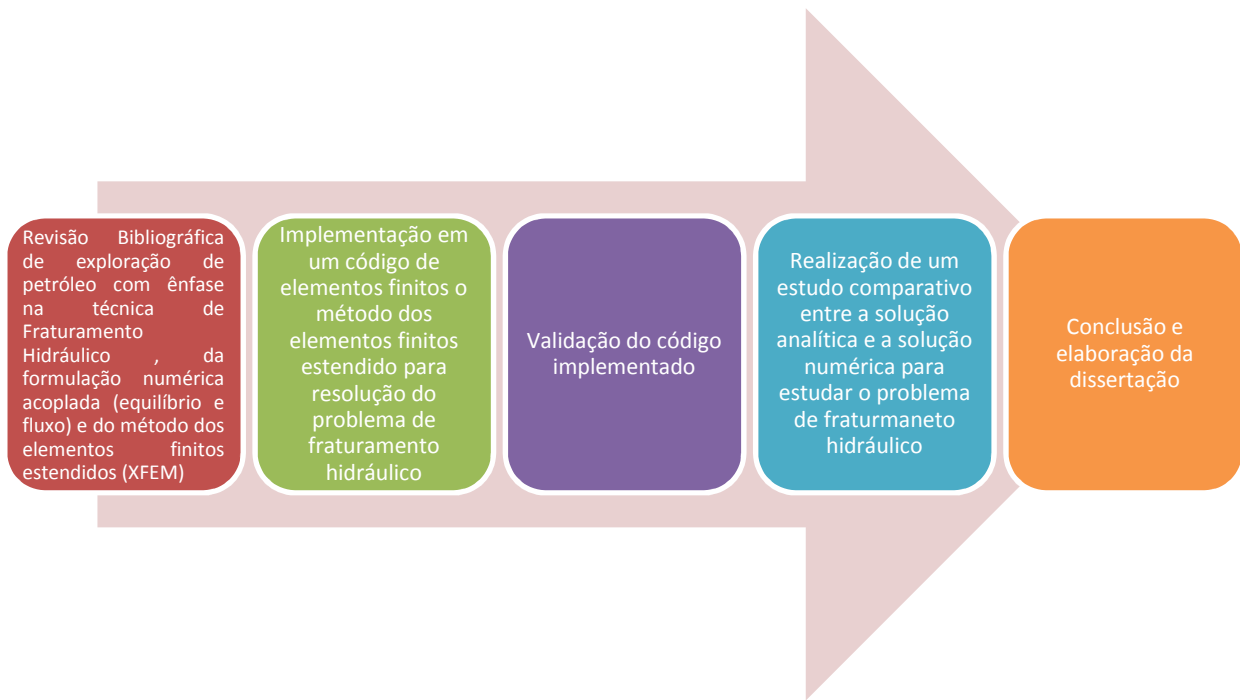 Revisão Bibliográfica
de exploração de
petróleo com ênfase
na técnica de
Fraturamento
Hidráulico , da
formulação numérica
acoplada (equilíbrio e
fluxo) e do método dos
elementos finitos
estendidos (XFEM)
Implementação em
um código de
elementos finitos o
método dos
elementos finitos
estendido para
resolução do
problema de
fraturamento
hidráulico
Validação do código
implementado
Realização de um
estudo comparativo
entre a solução
analítica e a solução
numérica para
estudar o problema
de fraturmaneto
hidráulico
Conclusão e
elaboração da
dissertação